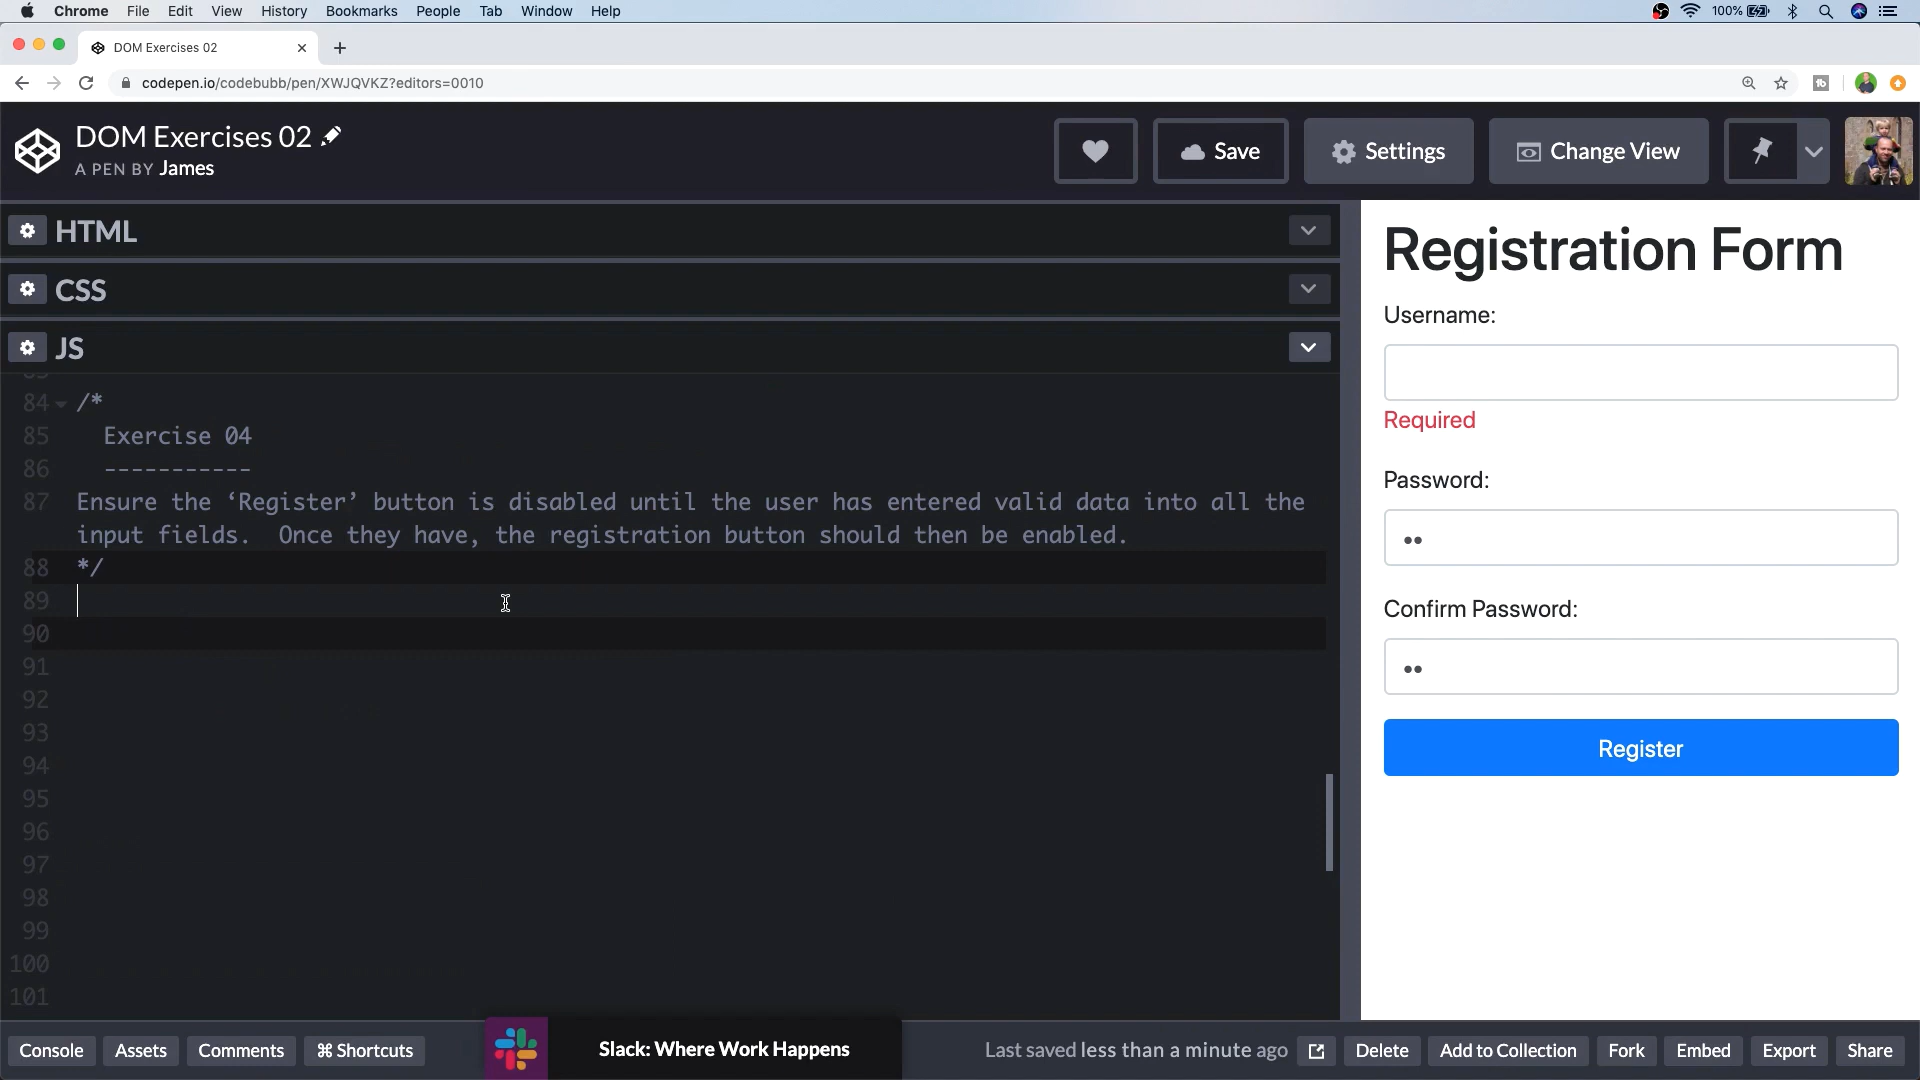 Chrome File Edit View History Bookmarks People Tab Window Help 100%
DOM Exercises 02
codepen.io/codebubb/pen/XWJQVKZ?editors=0010
DOM Exercises 02
A PEN BY James
Save
Settings
Change View
HTML
CSS
JS
84 /*
85 Exercise 04
86 -----------
87 Ensure the ‘Register’ button is disabled until the user has entered valid data into all the
input fields.  Once they have, the registration button should then be enabled.
88 */
89
90
91
92
93
94
95
96
97
98
99
100
101
Registration Form
Username:
Required
Password:
••
Confirm Password:
••
Register
Console Assets Comments ⌘ Shortcuts
Slack: Where Work Happens
Last saved less than a minute ago
Delete Add to Collection Fork Embed Export Share